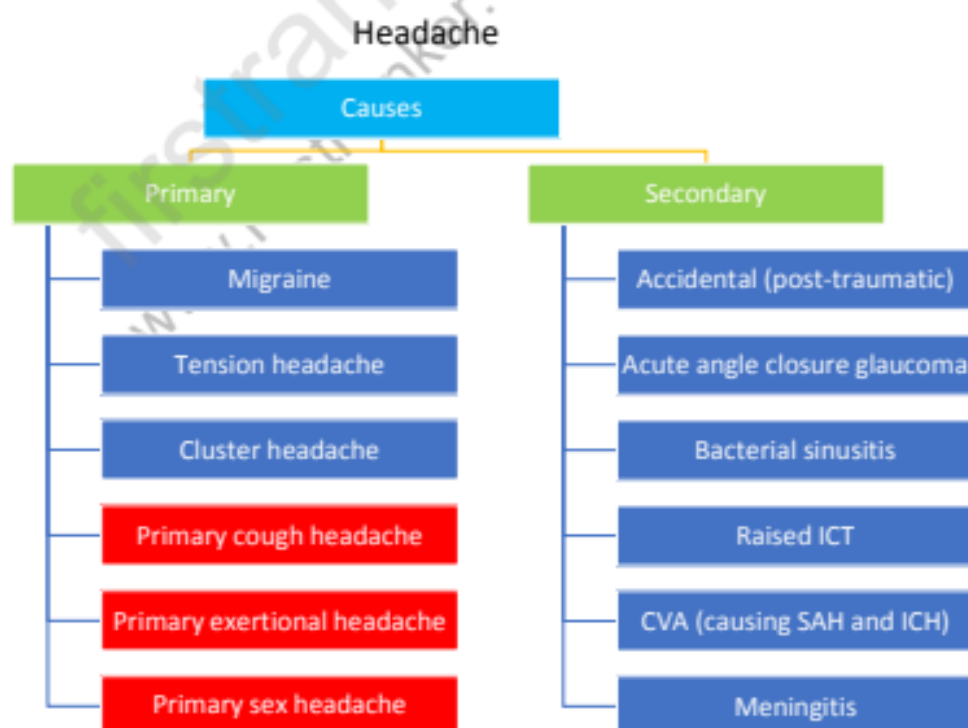 Headache
Causes
Primary
Secondary
Migraine
Tension headache
Cluster headache
Primary cough headache
Primary exertional headache
Primary sex headache
Accidental (post-traumatic)
Acute angle closure glaucoma
Bacterial sinusitis
Raised ICT
CVA (causing SAH and ICH)
Meningitis